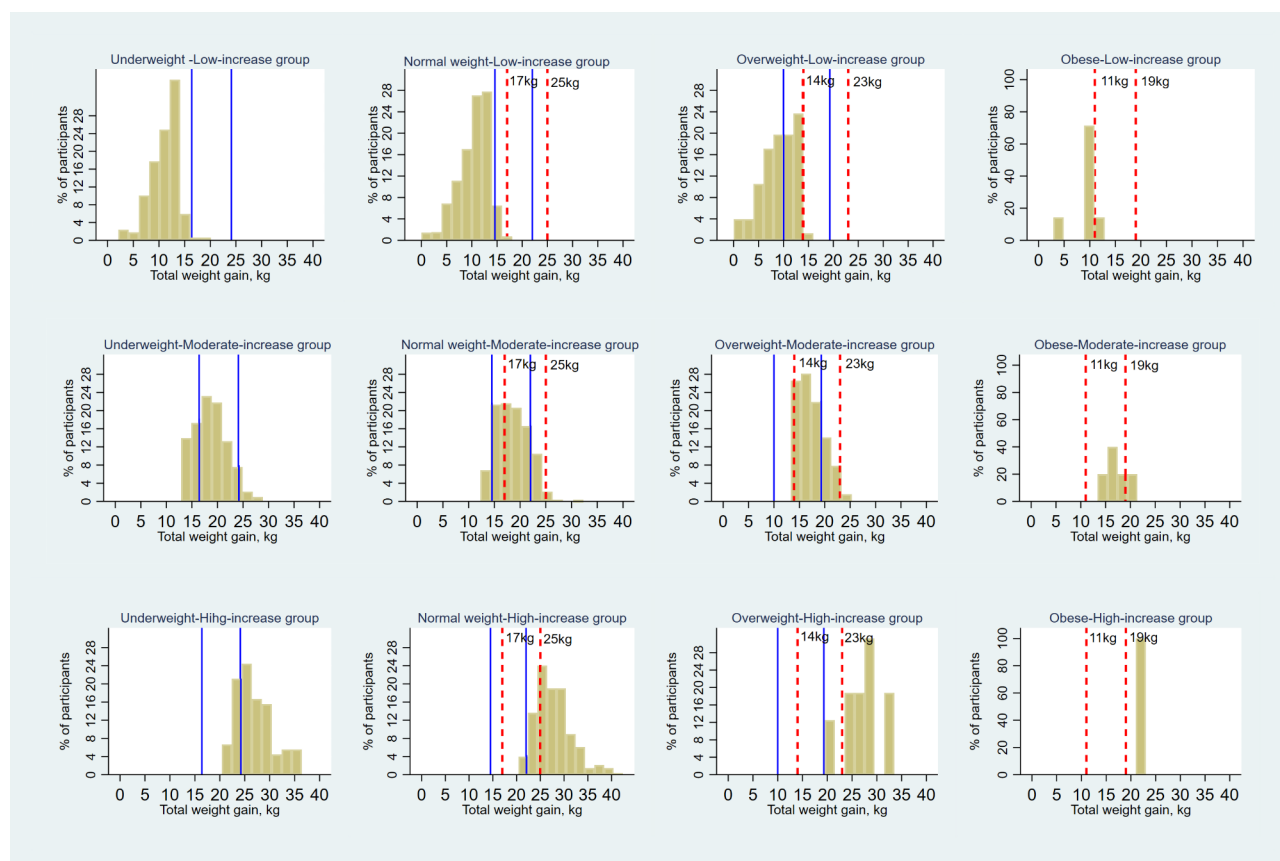 Underweight -Low-increase group
% of participants
4 8 12 16 20 24 28
0
0 5 10 15 20 25 30 35 40
Total weight gain, kg
Normal weight-Low-increase group
17kg 25kg
% of participants
0 4 8 12 16 20 24 28
0 5 10 15 20 25 30 35 40
Total weight gain, kg
Overweight-Low-increase group
14kg 23kg
% of participants
0 4 8 12 16 20 24 28
0 5 10 15 20 25 30 35 40
Total weight gain, kg
Obese-Low-increase group
11kg 19kg
% of participants
0 20 40 60 80 100
0 5 10 15 20 25 30 35 40
Total weight gain, kg
Underweight-Moderate-increase group
% of participants
0 4 8 12 16 20 24 28
0 5 10 15 20 25 30 35 40
Total weight gain, kg
Normal weight-Moderate-increase group
17kg 25kg
% of participants
0 4 8 12 16 20 24 28
0 5 10 15 20 25 30 35 40
Total weight gain, kg
Overweight-Moderate-increase group
14kg 23kg
% of participants
0 4 8 12 16 20 24 28
0 5 10 15 20 25 30 35 40
Total weight gain, kg
Obese-Moderate-increase group
11kg 19kg
% of participants
0 20 40 60 80 100
0 5 10 15 20 25 30 35 40
Total weight gain, kg
Underweight-Hihg-increase group
% of participants
0 4 8 12 16 20 24 28
0 5 10 15 20 25 30 35 40
Total weight gain, kg
Normal weight-High-increase group
17kg 25kg
% of participants
0 4 8 12 16 20 24 28
0 5 10 15 20 25 30 35 40
Total weight gain, kg
Overweight-High-increase group
14kg 23kg
% of participants
0 4 8 12 16 20 24 28
0 5 10 15 20 25 30 35 40
Total weight gain, kg
Obese-High-increase group
11kg 19kg
% of participants
0 20 40 60 80 100
0 5 10 15 20 25 30 35 40
Total weight gain, kg